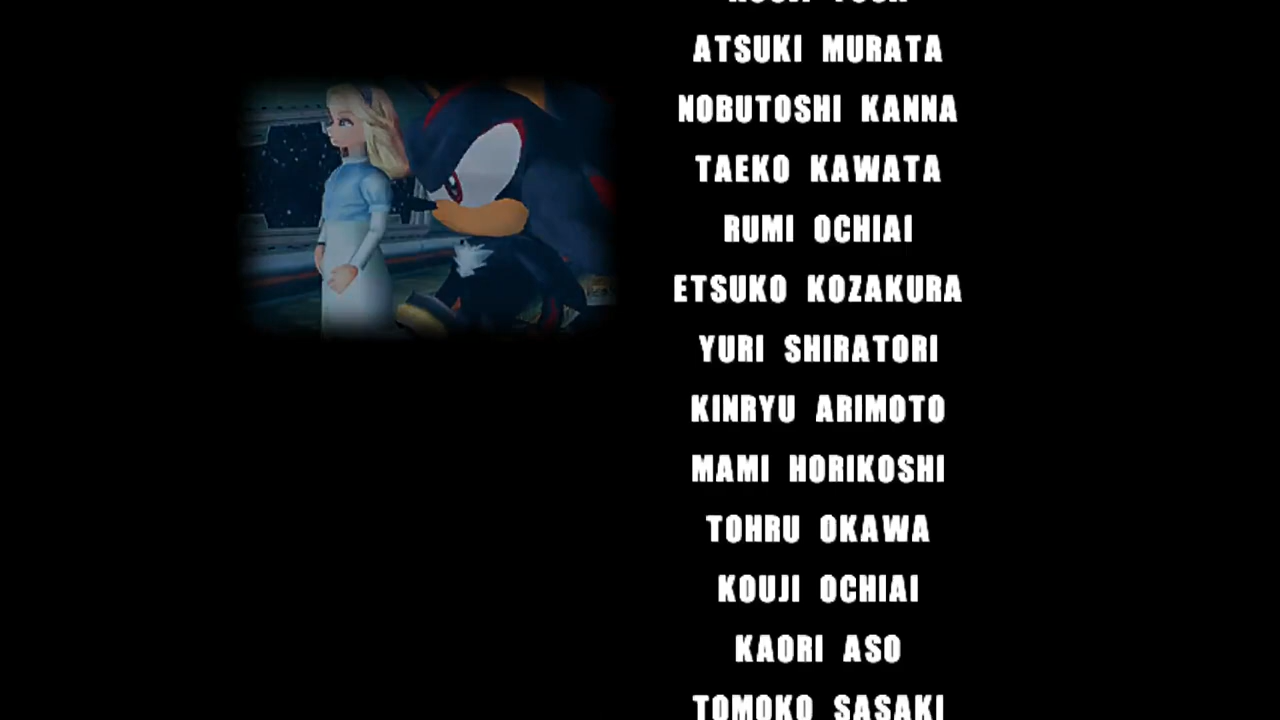 ATSUKI MURATA
NOBUTOSHI KANNA
TAEKO KAWATA
RUMI OCHIAI
ETSUKO KOZAKURA
YURI SHIRATORI
KINRYU ARIMOTO
MAMI HORIKOSHI
TOHRU OKAWA
KOUJI OCHIAI
KAORI ASO
TOMOKO SASAKI